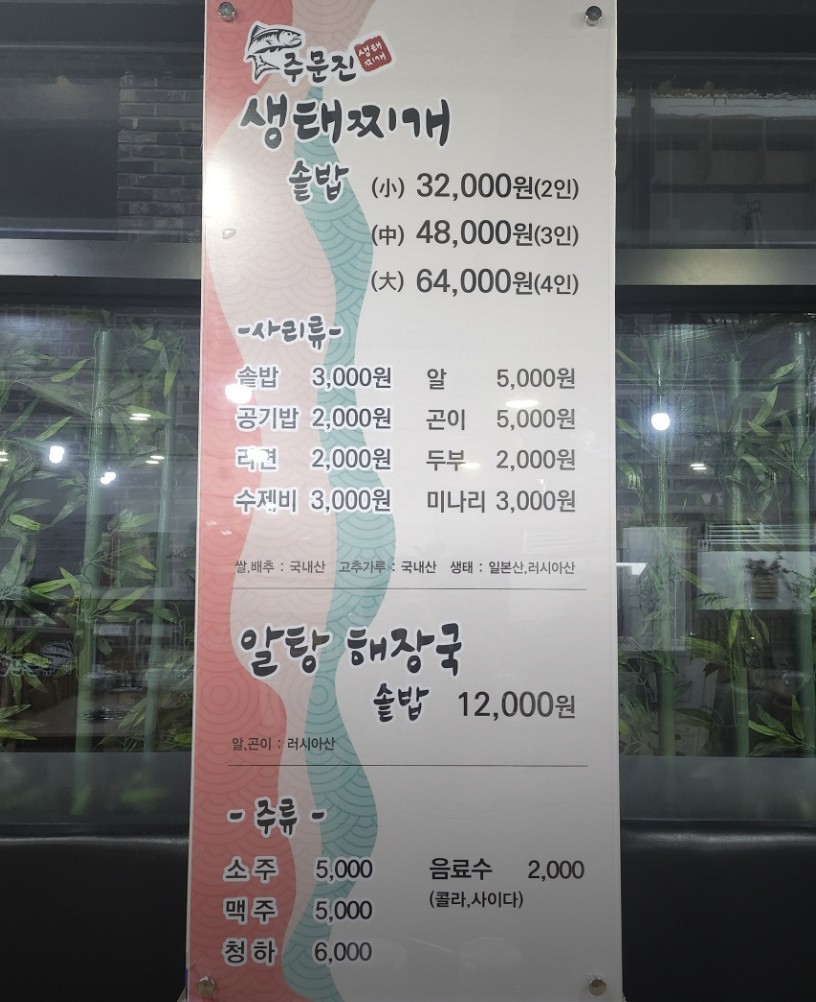 주문진 생태찌개
생태찌개
솥밥 (小) 32,000원(2인)
(中) 48,000원(3인)
(大) 64,000원(4인)
-사리류-
솥밥 3,000원 알 5,000원
공기밥 2,000원 곤이 5,000원
라면 2,000원 두부 2,000원
수제비 3,000원 미나리 3,000원
쌀,배추 : 국내산 고추가루 : 국내산 생태 : 일본산,러시아산
알탕 해장국
솥밥 12,000원
알,곤이 : 러시아산
- 주류 -
소주 5,000 음료수 2,000
(콜라,사이다)
맥주 5,000
청하 6,000